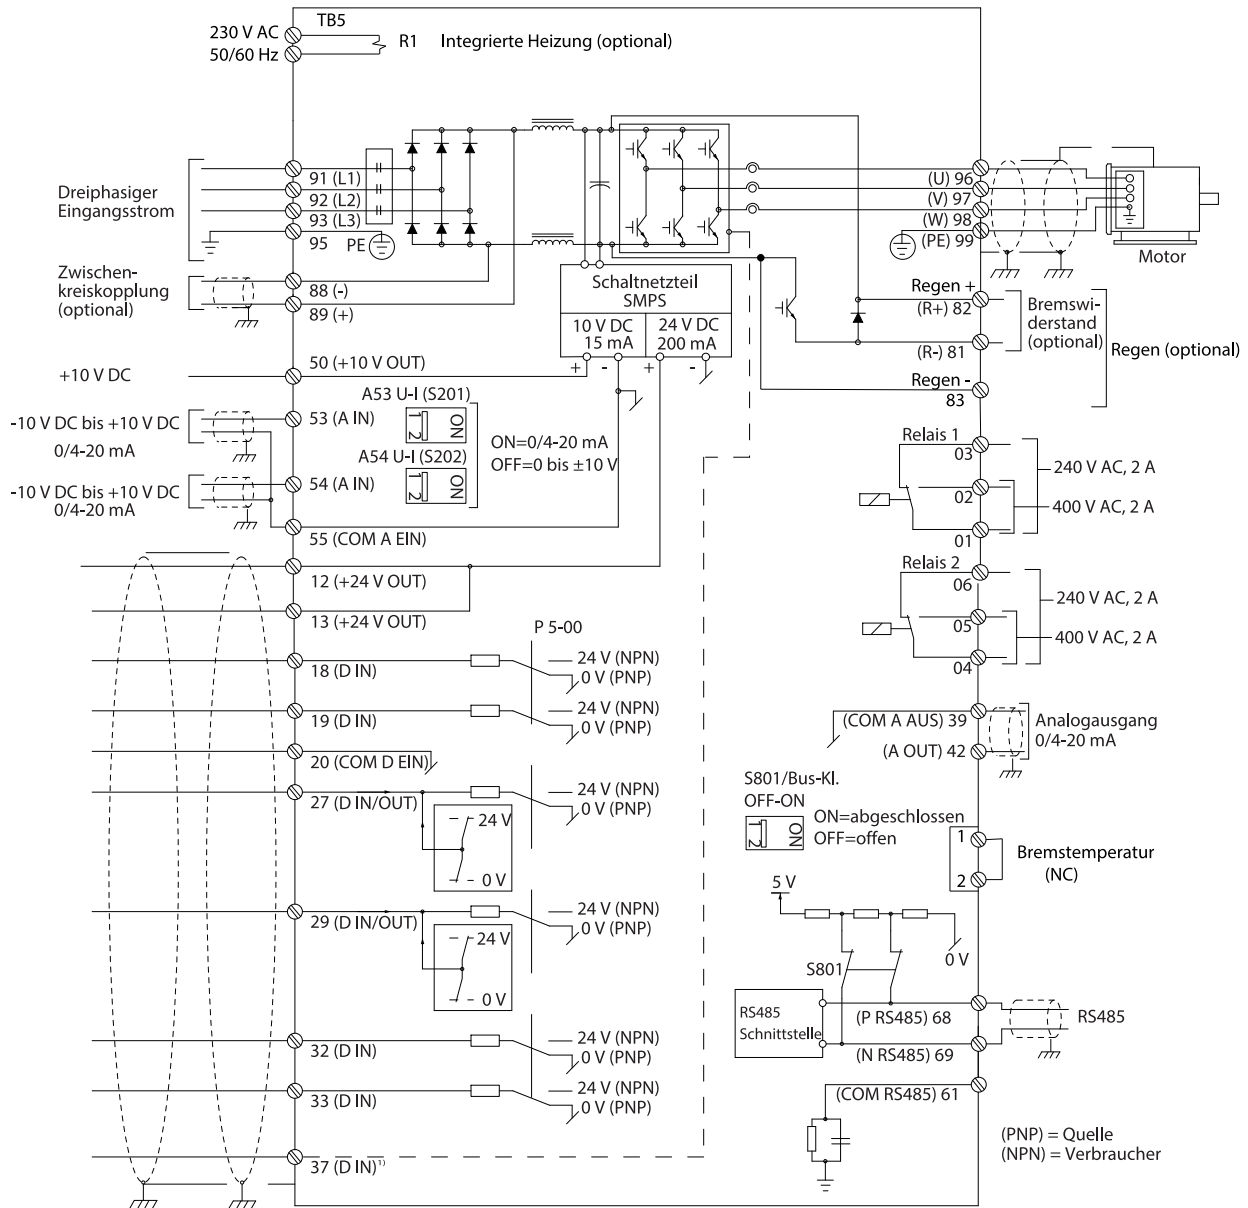 TB5
230 V AC
50/60 Hz
R1 Integrierte Heizung (optional)
Dreiphasiger
Eingangsstrom
91 (L1)
92 (L2)
93 (L3)
95
PE
(U) 96
(V) 97
(W) 98
(PE) 99
Motor
Zwischen-
kreiskopplung
(optional)
88 (-)
89 (+)
Schaltnetzteil
SMPS
10 V DC
15 mA
24 V DC
200 mA
+ - + -
Regen +
(R+) 82
Bremswi-
derstand
(optional)
(R-) 81
Regen (optional)
Regen -
83
50 (+10 V OUT)
+10 V DC
A53 U-I (S201)
ON
1 2
53 (A IN)
-10 V DC bis +10 V DC
0/4-20 mA
A54 U-I (S202)
ON
1 2
ON=0/4-20 mA
OFF=0 bis ±10 V
54 (A IN)
-10 V DC bis +10 V DC
0/4-20 mA
55 (COM A EIN)
Relais 1
03
240 V AC, 2 A
02
400 V AC, 2 A
01
12 (+24 V OUT)
13 (+24 V OUT)
Relais 2
06
240 V AC, 2 A
05
400 V AC, 2 A
04
P 5-00
18 (D IN)
24 V (NPN)
0 V (PNP)
19 (D IN)
24 V (NPN)
0 V (PNP)
20 (COM D EIN)
27 (D IN/OUT)
24 V (NPN)
0 V (PNP)
24 V
0 V
29 (D IN/OUT)
24 V (NPN)
0 V (PNP)
24 V
0 V
32 (D IN)
24 V (NPN)
0 V (PNP)
33 (D IN)
24 V (NPN)
0 V (PNP)
37 (D IN)¹⁾
(COM A AUS) 39
Analogausgang
0/4-20 mA
(A OUT) 42
S801/Bus-Kl.
OFF-ON
ON
1 2
ON=abgeschlossen
OFF=offen
1
2
Bremstemperatur
(NC)
5 V
0 V
S801
RS485
Schnittstelle
(P RS485) 68
RS485
(N RS485) 69
(COM RS485) 61
(PNP) = Quelle
(NPN) = Verbraucher